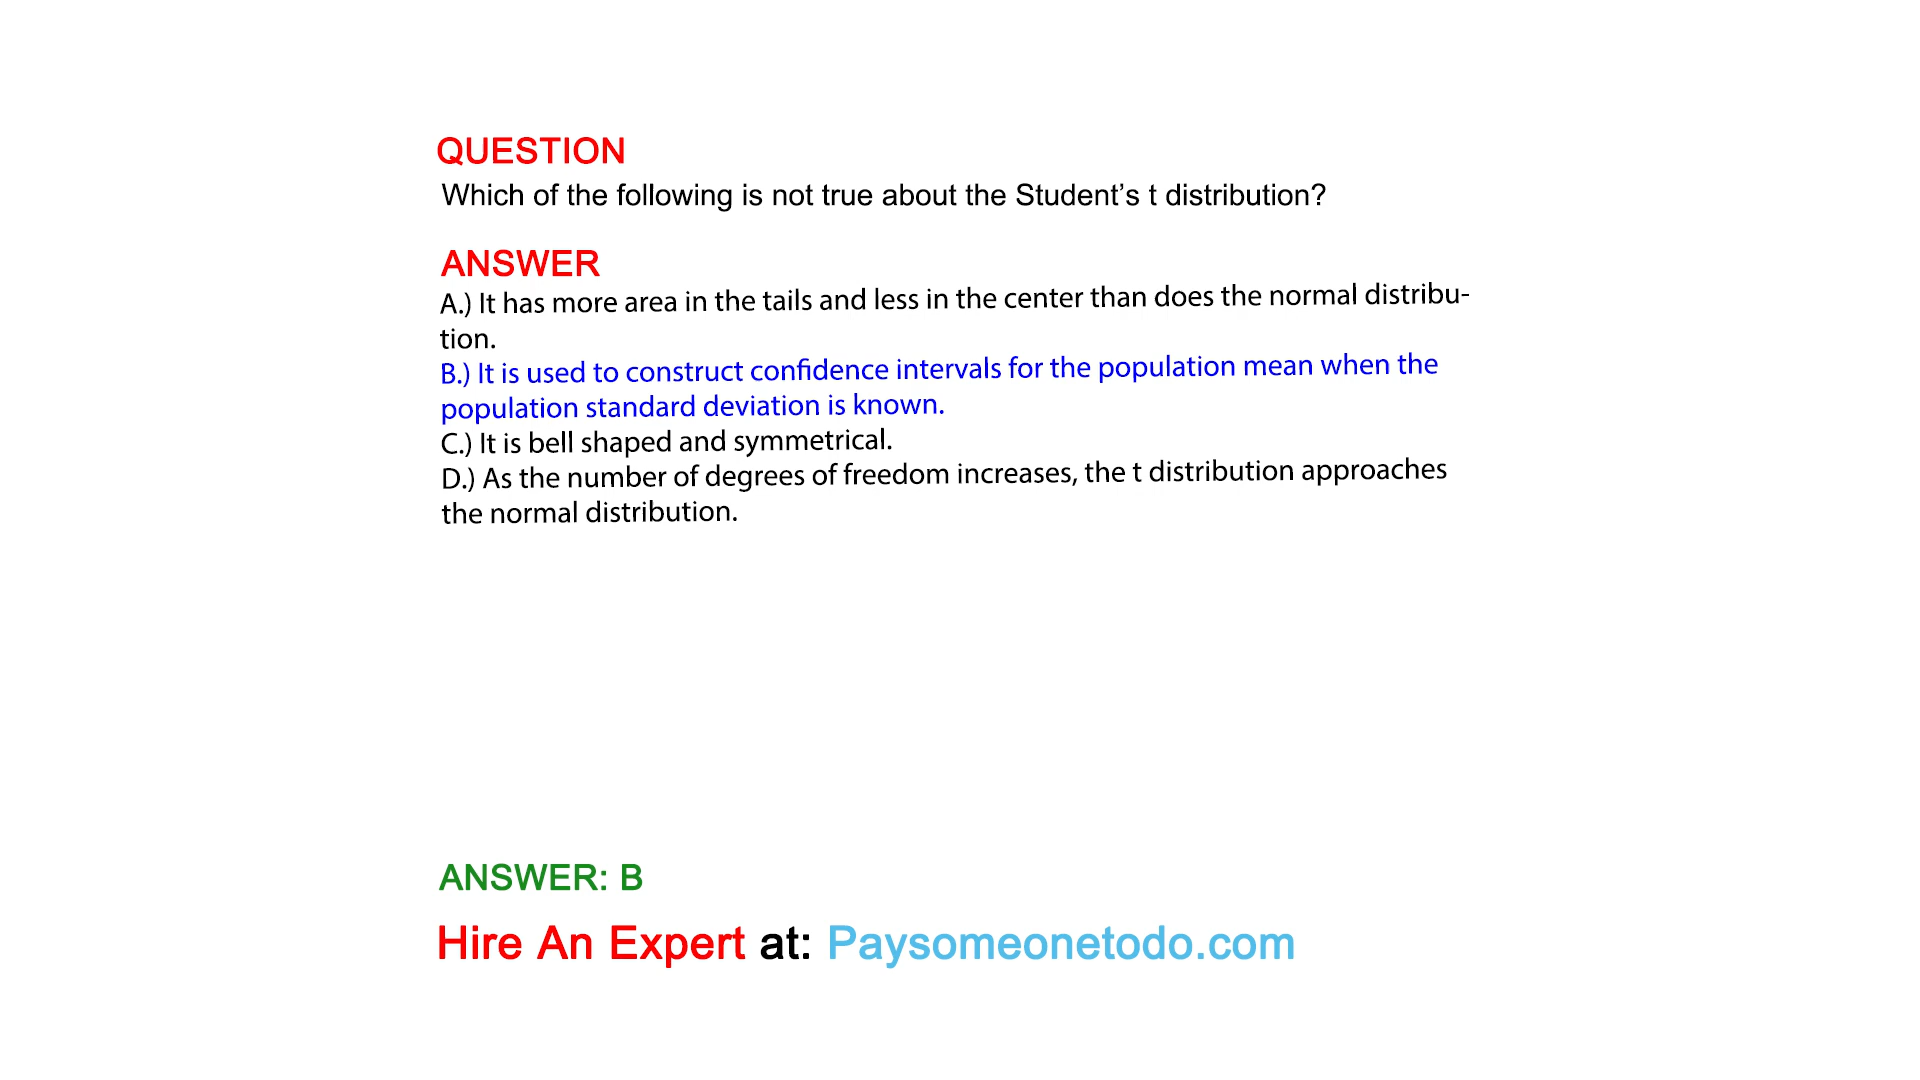 QUESTION
Which of the following is not true about the Student’s t distribution?
ANSWER
A.) It has more area in the tails and less in the center than does the normal distribu-
tion.
B.) It is used to construct confidence intervals for the population mean when the
population standard deviation is known.
C.) It is bell shaped and symmetrical.
D.) As the number of degrees of freedom increases, the t distribution approaches
the normal distribution.
ANSWER: B
Hire An Expert at: Paysomeonetodo.com